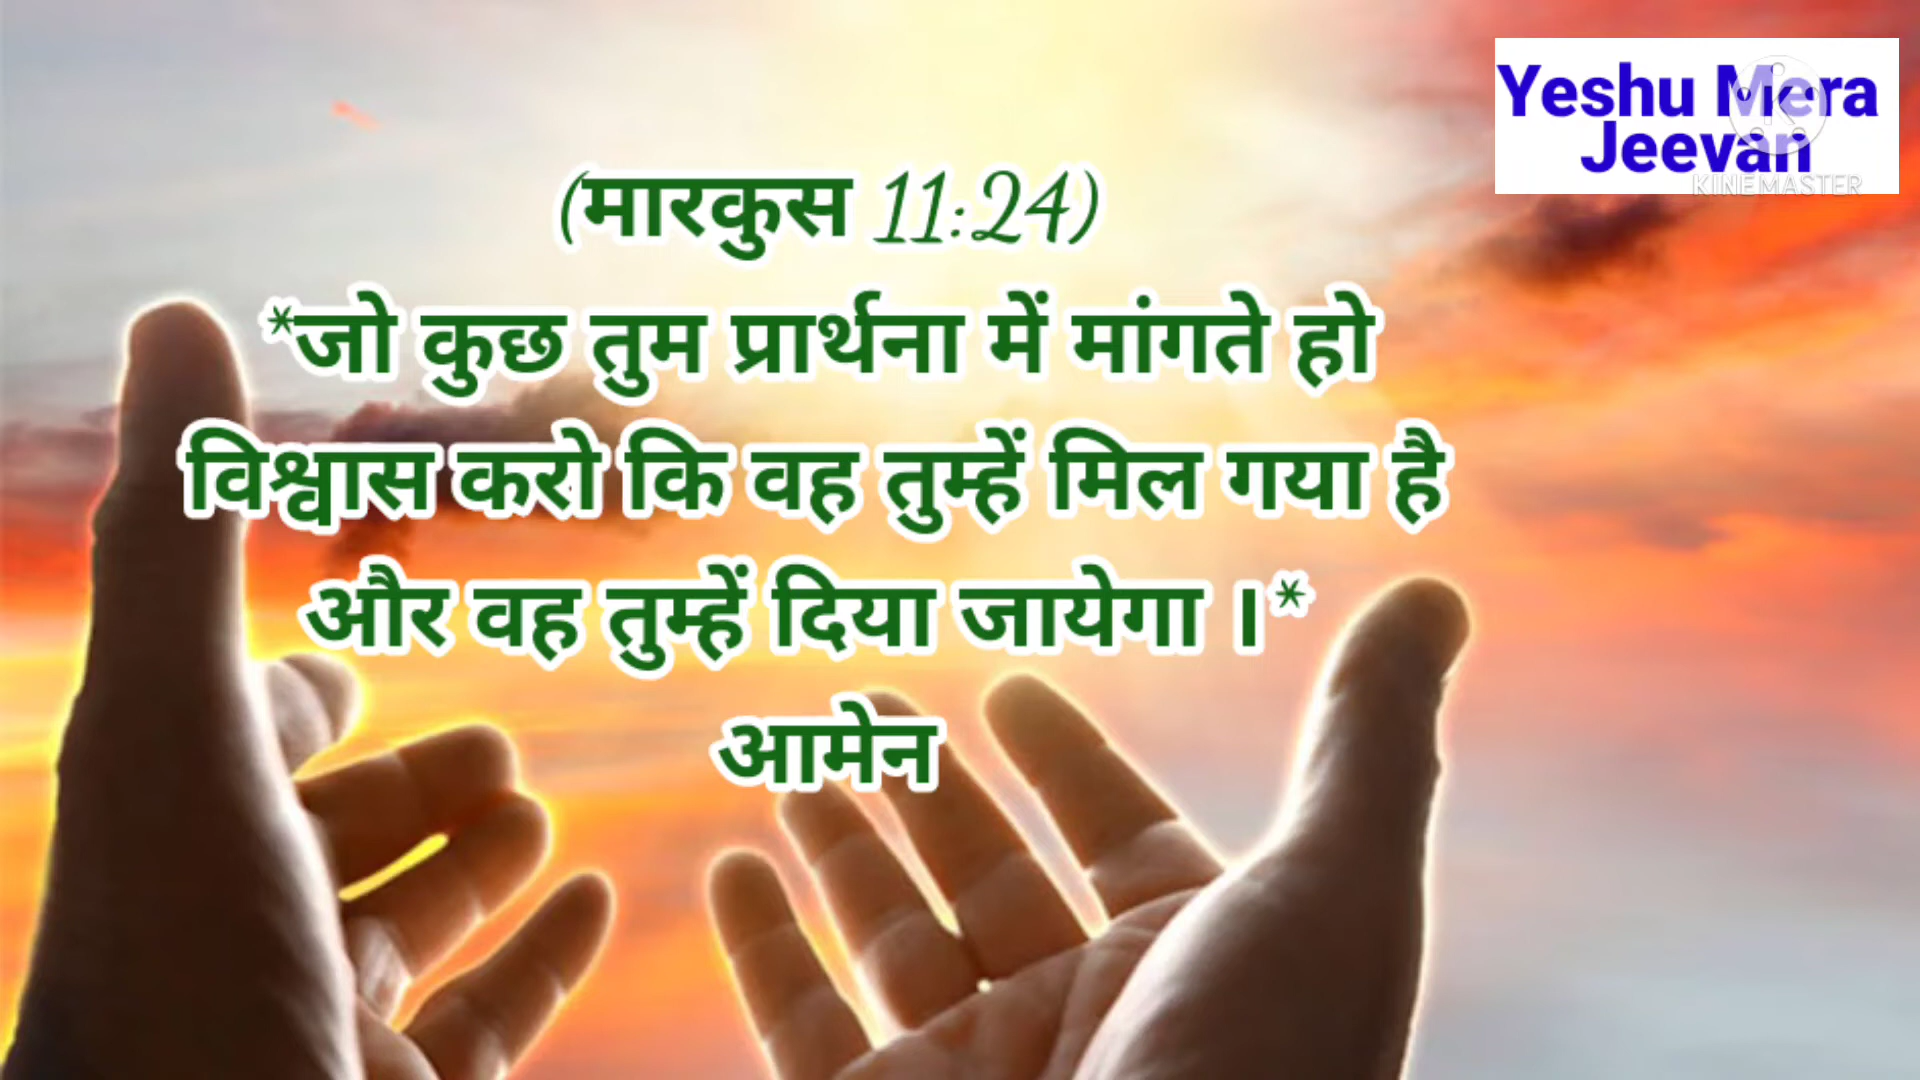 Yeshu Mera
Jeevan
KINEMASTER
(मारकुस 11:24)
*जो कुछ तुम प्रार्थना में मांगते हो
विश्वास करो कि वह तुम्हें मिल गया है
और वह तुम्हें दिया जायेगा ।*
आमेन